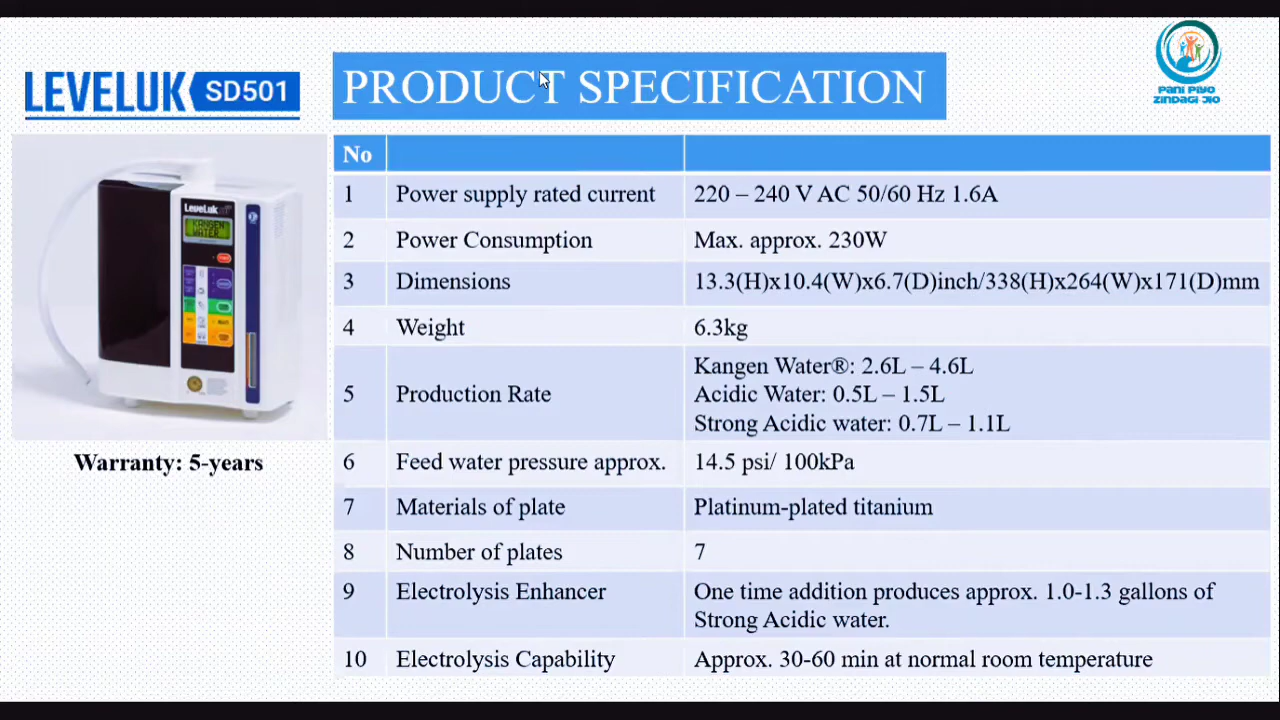 LEVELUK SD501
PRODUCT SPECIFICATION
PANI PIYO
ZINDAGI JIO
LeveLuk
KANGEN
WATER
Warranty: 5-years
No
1 Power supply rated current 220 – 240 V AC 50/60 Hz 1.6A
2 Power Consumption Max. approx. 230W
3 Dimensions 13.3(H)x10.4(W)x6.7(D)inch/338(H)x264(W)x171(D)mm
4 Weight 6.3kg
5 Production Rate Kangen Water®: 2.6L – 4.6L
Acidic Water: 0.5L – 1.5L
Strong Acidic water: 0.7L – 1.1L
6 Feed water pressure approx. 14.5 psi/ 100kPa
7 Materials of plate Platinum-plated titanium
8 Number of plates 7
9 Electrolysis Enhancer One time addition produces approx. 1.0-1.3 gallons of
Strong Acidic water.
10 Electrolysis Capability Approx. 30-60 min at normal room temperature